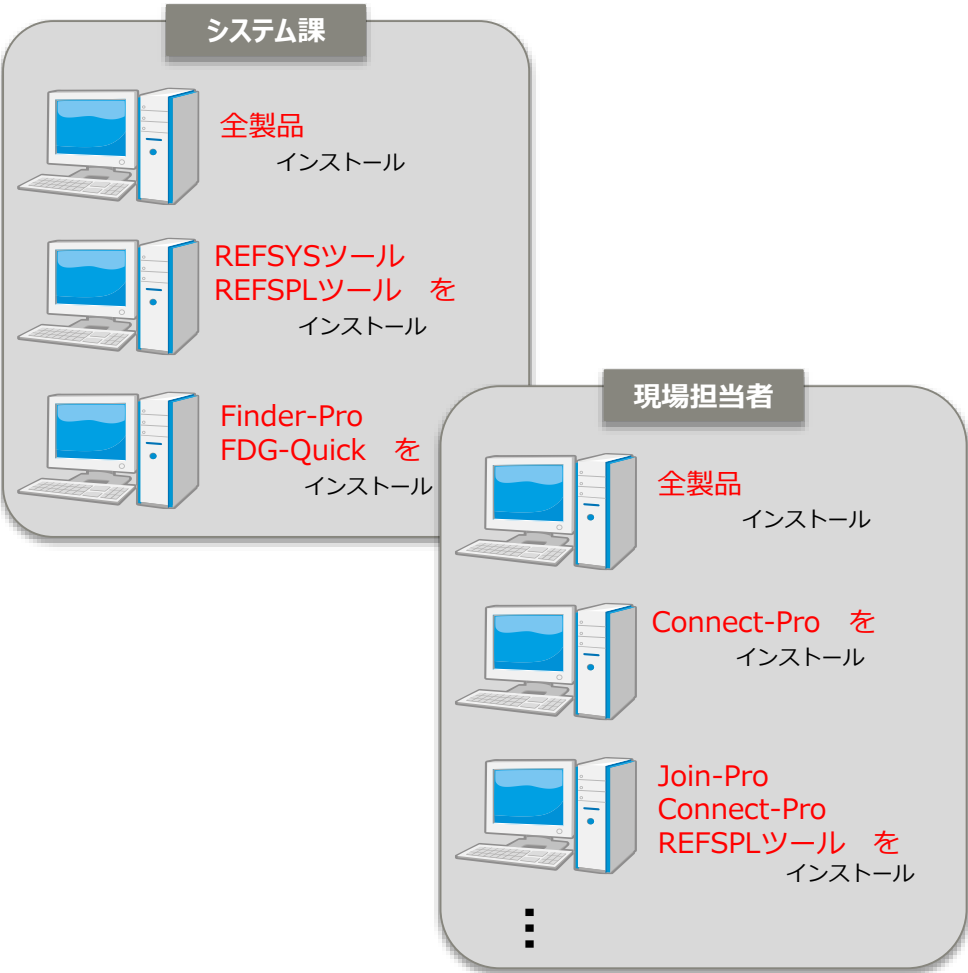 システム課
全製品
インストール
REFSYSツール
REFSPLツール を
インストール
Finder-Pro
FDG-Quick を
インストール
現場担当者
全製品
インストール
Connect-Pro を
インストール
Join-Pro
Connect-Pro
REFSPLツール を
インストール